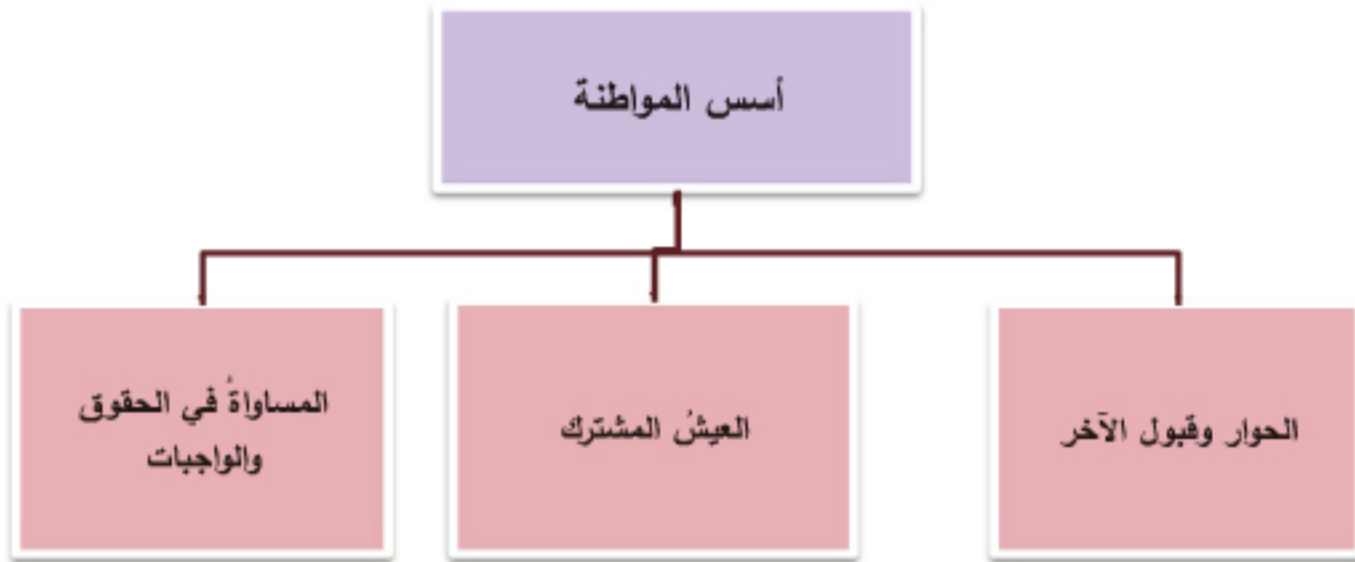 أسس المواطنة
الحوار وقبول الآخر
العيشُ المشترك
المساواةُ في الحقوق
والواجبات